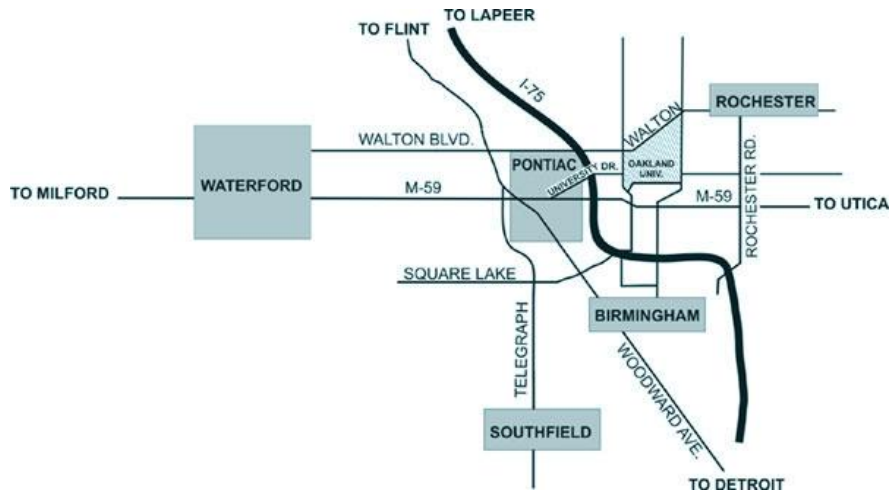 TO LAPEER
TO FLINT
I-75
WALTON
ROCHESTER
WALTON BLVD.
PONTIAC
UNIVERSITY DR.
OAKLAND
UNIV.
WATERFORD
TO MILFORD
M-59
M-59
TO UTICA
ROCHESTER RD.
SQUARE LAKE
BIRMINGHAM
TELEGRAPH
WOODWARD AVE.
SOUTHFIELD
TO DETROIT